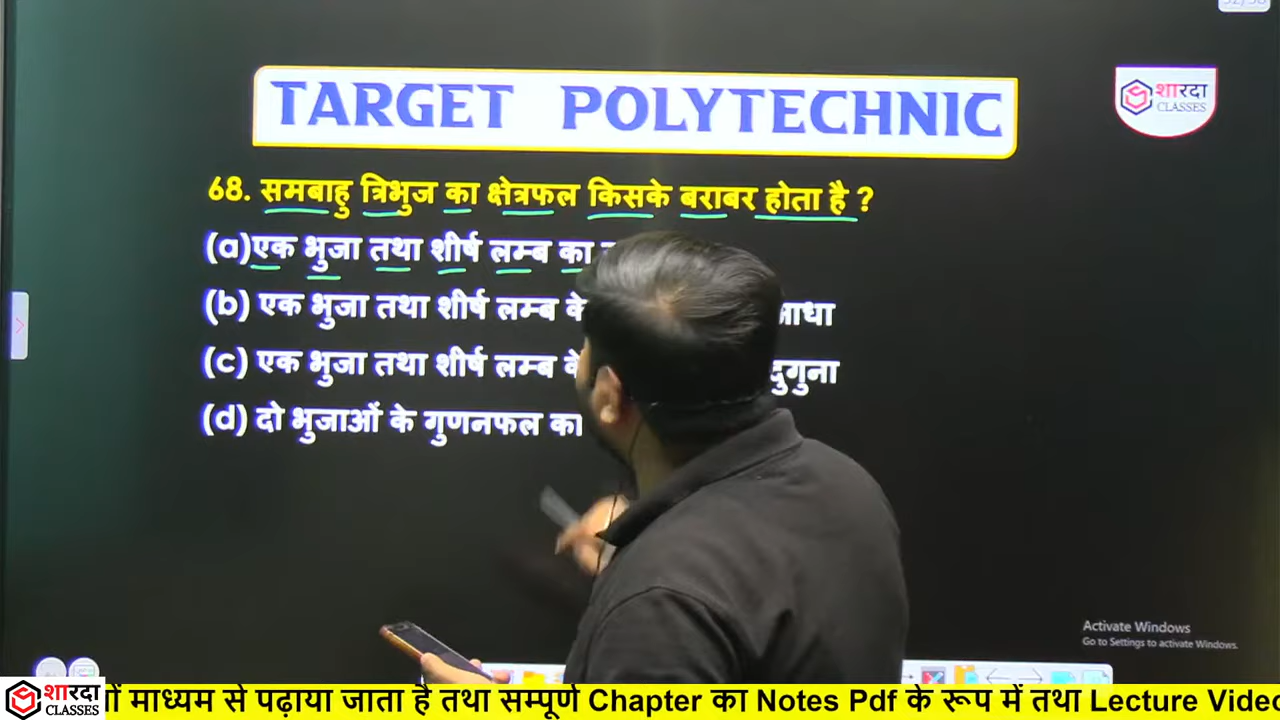 TARGET POLYTECHNIC
शारदा
CLASSES
68. समबाहु त्रिभुज का क्षेत्रफल किसके बराबर होता है ?
(a)एक भुजा तथा शीर्ष लम्ब का
(b) एक भुजा तथा शीर्ष लम्ब के आधा
(c) एक भुजा तथा शीर्ष लम्ब के दुगुना
(d) दो भुजाओं के गुणनफल का
Activate Windows
Go to Settings to activate Windows.
शारदा
CLASSES
माध्यम से पढ़ाया जाता है तथा सम्पूर्ण Chapter का Notes Pdf के रूप में तथा Lecture